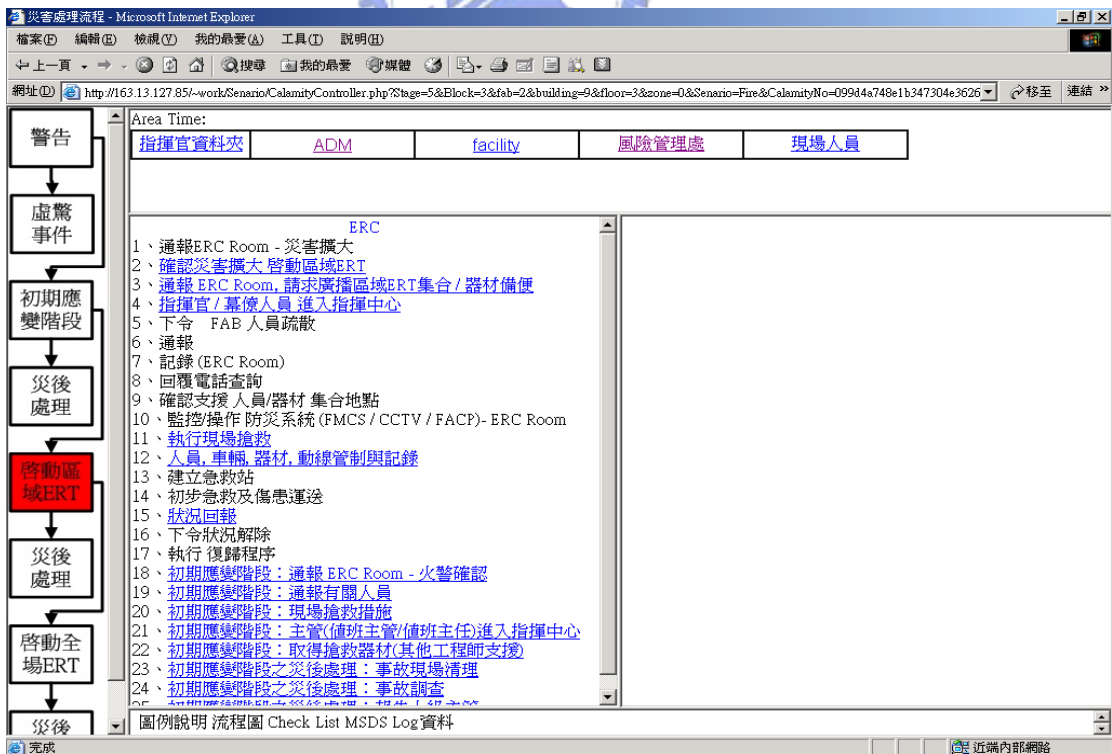 災害處理流程 - Microsoft Internet Explorer
檔案(F) 編輯(E) 檢視(V) 我的最愛(A) 工具(T) 說明(H)
上一頁 搜尋 我的最愛 媒體
網址(D) http://163.13.127.85/~work/Senario/CalamityController.php?Stage=5&Block=3&fab=2&building=9&floor=3&zone=0&Senario=Fire&CalamityNo=099d4a748e1b347304e3626 移至 連結 »
警告
虛驚
事件
初期應
變階段
災後
處理
啟動區
域ERT
災後
處理
啟動全
場ERT
災後
Area Time:
指揮官資料夾 ADM facility 風險管理處 現場人員
ERC
1、通報ERC Room - 災害擴大
2、確認災害擴大 啟動區域ERT
3、通報 ERC Room, 請求廣播區域ERT集合 / 器材備便
4、指揮官 / 幕僚人員 進入指揮中心
5、下令 FAB 人員疏散
6、通報
7、記錄 (ERC Room)
8、回覆電話查詢
9、確認支援 人員/器材 集合地點
10、監控/操作 防災系統 (FMCS / CCTV / FACP)- ERC Room
11、執行現場搶救
12、人員, 車輛, 器材, 動線管制與記錄
13、建立急救站
14、初步急救及傷患運送
15、狀況回報
16、下令狀況解除
17、執行 復歸程序
18、初期應變階段：通報 ERC Room - 火警確認
19、初期應變階段：通報有關人員
20、初期應變階段：現場搶救措施
21、初期應變階段：主管(值班主管/值班主任)進入指揮中心
22、初期應變階段：取得搶救器材(其他工程師支援)
23、初期應變階段之災後處理：事故現場清理
24、初期應變階段之災後處理：事故調查
圖例說明 流程圖 Check List MSDS Log資料
完成 近端內部網路